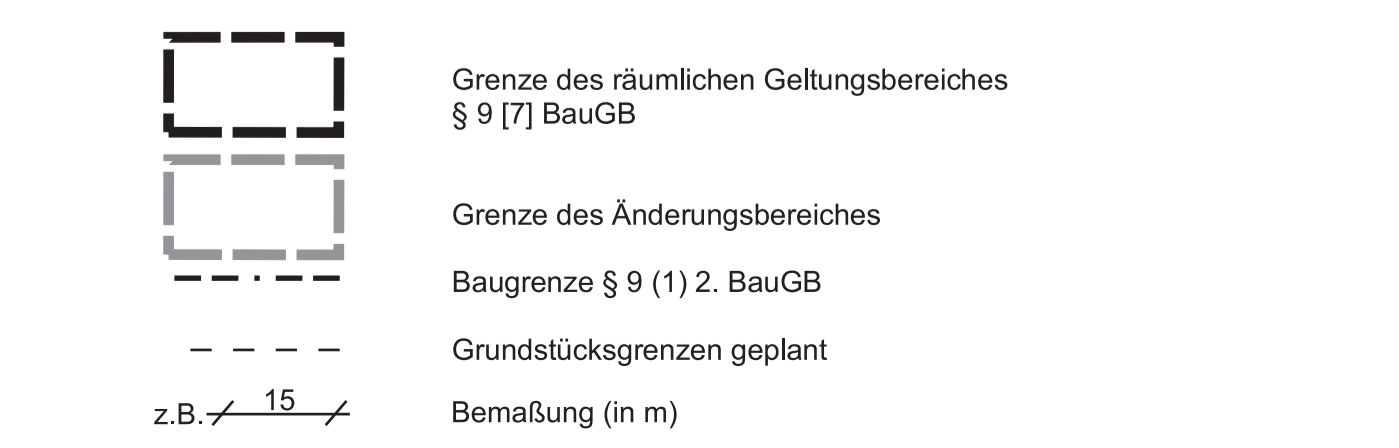 Grenze des räumlichen Geltungsbereiches
§ 9 [7] BauGB
Grenze des Änderungsbereiches
Baugrenze § 9 (1) 2. BauGB
Grundstücksgrenzen geplant
z.B. 15 Bemaßung (in m)